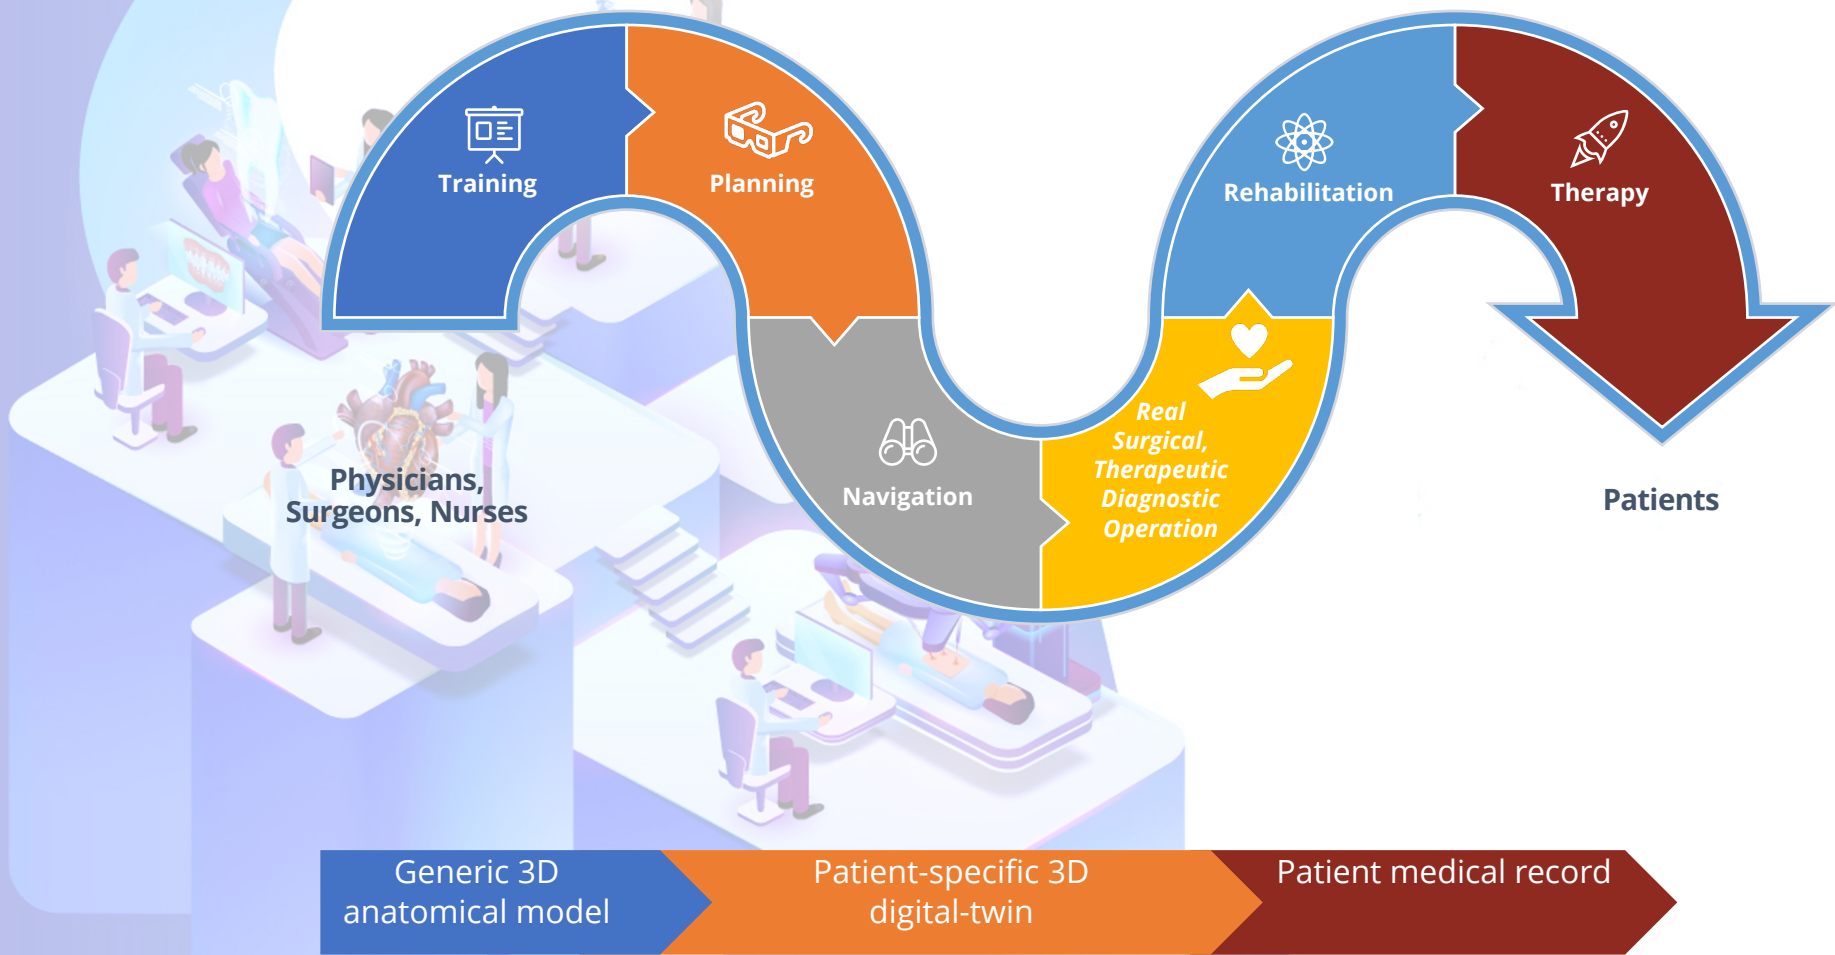 Training
Planning
Navigation
Real
Surgical,
Therapeutic
Diagnostic
Operation
Rehabilitation
Therapy
Physicians,
Surgeons, Nurses
Patients
Generic 3D
anatomical model
Patient-specific 3D
digital-twin
Patient medical record